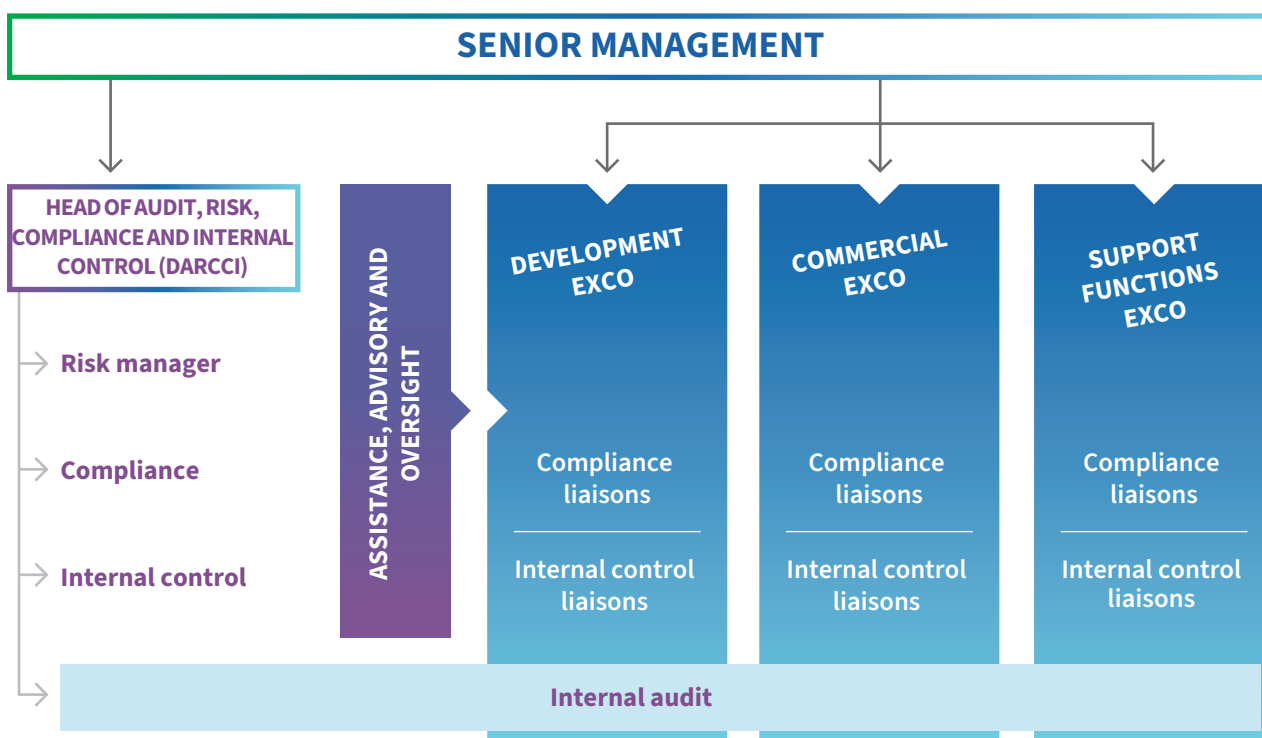 SENIOR MANAGEMENT
HEAD OF AUDIT, RISK,
COMPLIANCE AND INTERNAL
CONTROL (DARCCI)
Risk manager
Compliance
Internal control
ASSISTANCE, ADVISORY AND
OVERSIGHT
DEVELOPMENT
EXCO
Compliance
liaisons
Internal control
liaisons
COMMERCIAL
EXCO
Compliance
liaisons
Internal control
liaisons
SUPPORT
FUNCTIONS
EXCO
Compliance
liaisons
Internal control
liaisons
Internal audit